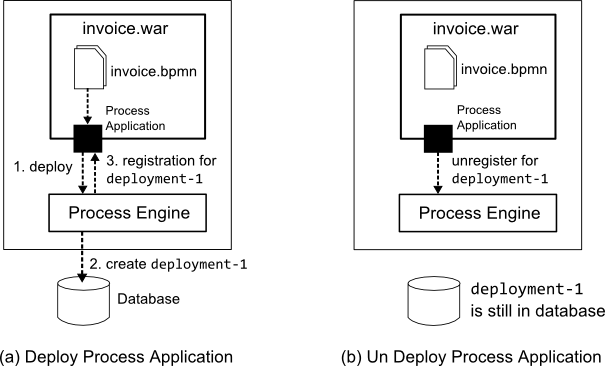 invoice.war
invoice.bpmn
Process
Application
1. deploy
3. registration for
deployment-1
Process Engine
2. create deployment-1
Database
(a) Deploy Process Application
invoice.war
invoice.bpmn
Process
Application
unregister for
deployment-1
Process Engine
deployment-1
is still in database
(b) Un Deploy Process Application